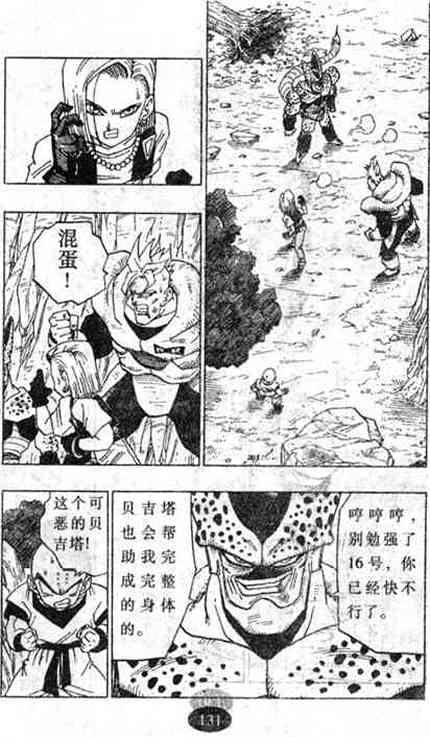 混蛋！
哼哼哼，
别勉强了
16号，你
已经快不
行了。
贝吉塔
也会帮
助我完
成完整
的身体
的。
这个可
恶的贝
吉塔!
131